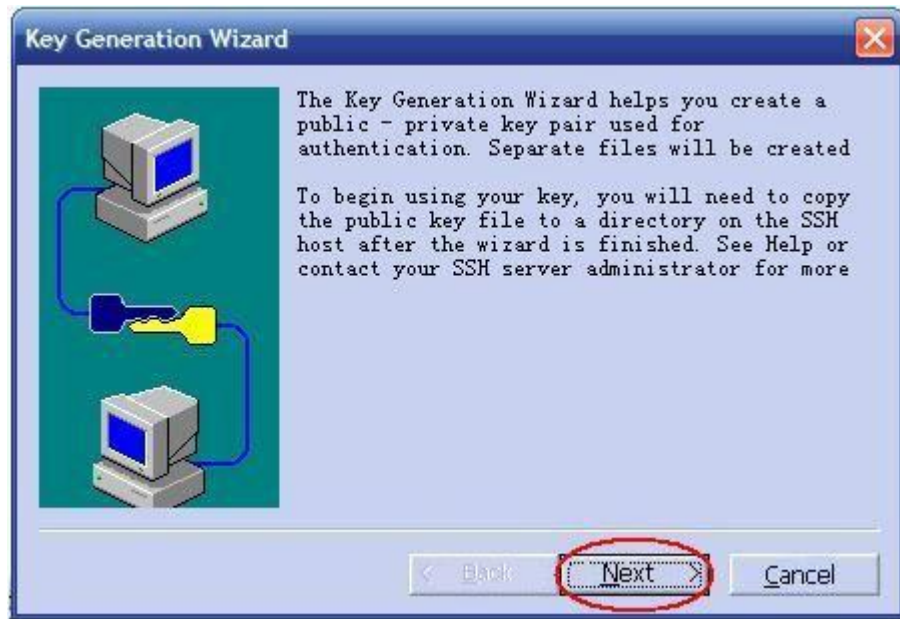 Key Generation Wizard
The Key Generation Wizard helps you create a
public - private key pair used for
authentication. Separate files will be created
To begin using your key, you will need to copy
the public key file to a directory on the SSH
host after the wizard is finished. See Help or
contact your SSH server administrator for more
< Back Next > Cancel